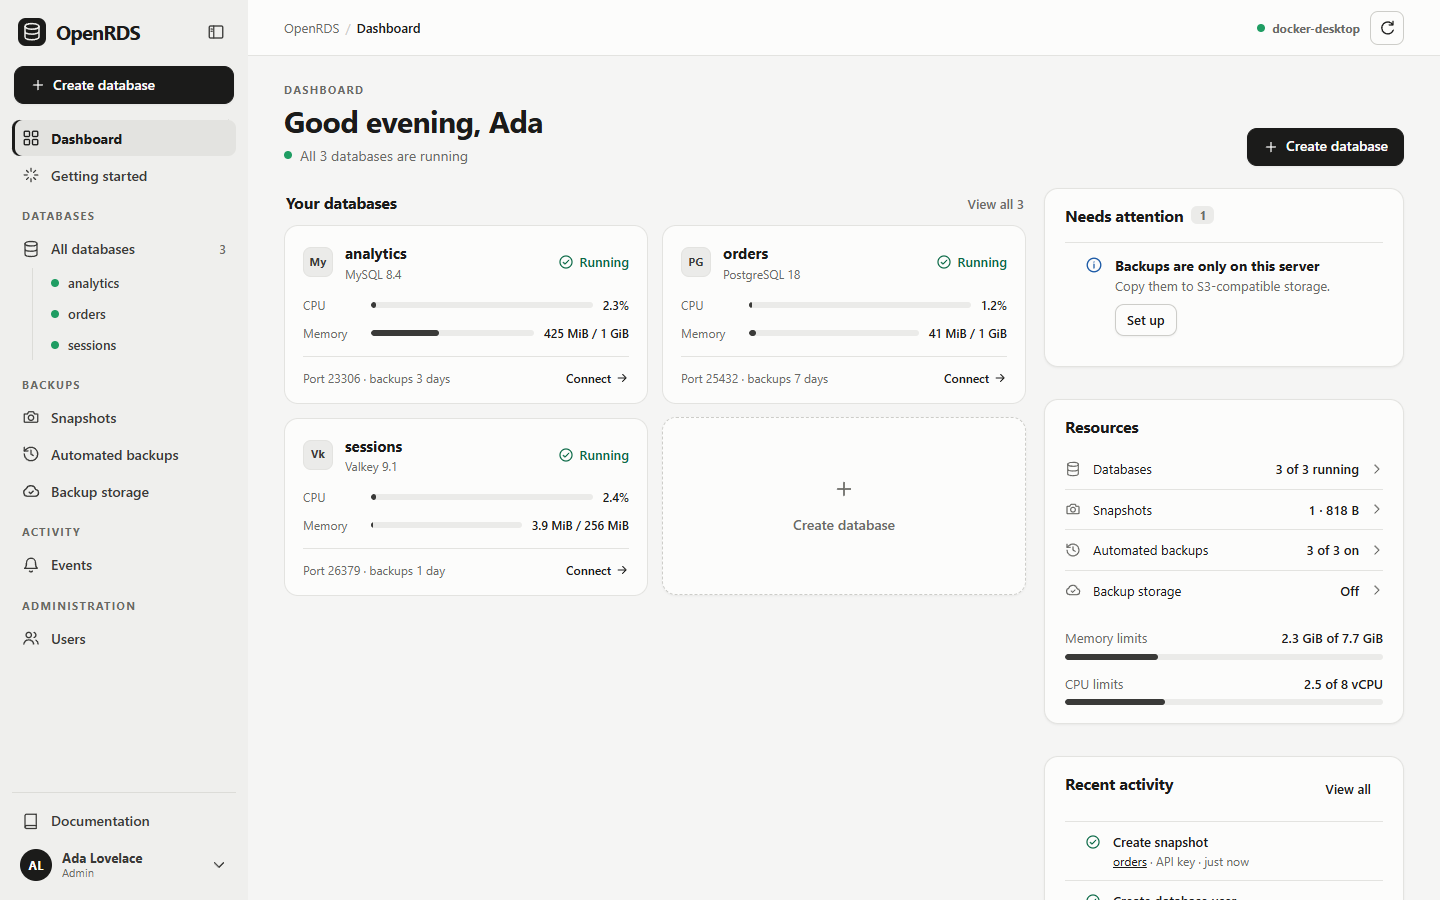 OpenRDS
Create database
Dashboard
Getting started
DATABASES
All databases 3
analytics
orders
sessions
BACKUPS
Snapshots
Automated backups
Backup storage
ACTIVITY
Events
ADMINISTRATION
Users
Documentation
AL
Ada Lovelace
Admin
OpenRDS / Dashboard
docker-desktop
DASHBOARD
Good evening, Ada
All 3 databases are running
Create database
Your databases
View all 3
My
analytics
MySQL 8.4
Running
CPU 2.3%
Memory 425 MiB / 1 GiB
Port 23306 · backups 3 days
Connect
PG
orders
PostgreSQL 18
Running
CPU 1.2%
Memory 41 MiB / 1 GiB
Port 25432 · backups 7 days
Connect
Vk
sessions
Valkey 9.1
Running
CPU 2.4%
Memory 3.9 MiB / 256 MiB
Port 26379 · backups 1 day
Connect
Create database
Needs attention 1
Backups are only on this server
Copy them to S3-compatible storage.
Set up
Resources
Databases 3 of 3 running
Snapshots 1 · 818 B
Automated backups 3 of 3 on
Backup storage Off
Memory limits 2.3 GiB of 7.7 GiB
CPU limits 2.5 of 8 vCPU
Recent activity
View all
Create snapshot
orders · API key · just now
Create database user